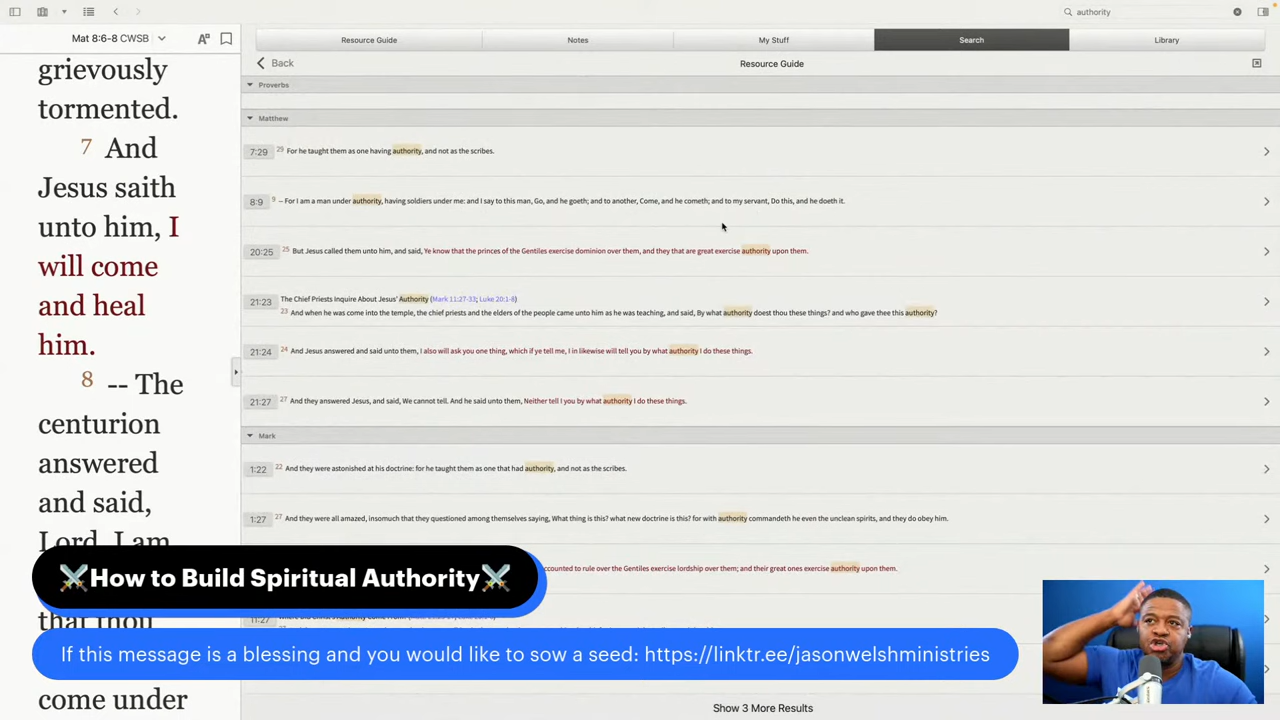 authority
Mat 8:6-8 CWSB
Resource Guide
Notes
My Stuff
Search
Library
Back
Resource Guide
grievously
tormented.
7 And
Jesus saith
unto him, I
will come
and heal
him.
8 -- The
centurion
answered
and said,
Lord, I am
that thou
come under
Proverbs
Matthew
7:29 29 For he taught them as one having authority, and not as the scribes.
8:9 9 -- For I am a man under authority, having soldiers under me: and I say to this man, Go, and he goeth; and to another, Come, and he cometh; and to my servant, Do this, and he doeth it.
20:25 25 But Jesus called them unto him, and said, Ye know that the princes of the Gentiles exercise dominion over them, and they that are great exercise authority upon them.
The Chief Priests Inquire About Jesus' Authority (Mark 11:27-33; Luke 20:1-8)
21:23 23 And when he was come into the temple, the chief priests and the elders of the people came unto him as he was teaching, and said, By what authority doest thou these things? and who gave thee this authority?
21:24 24 And Jesus answered and said unto them, I also will ask you one thing, which if ye tell me, I in likewise will tell you by what authority I do these things.
21:27 27 And they answered Jesus, and said, We cannot tell. And he said unto them, Neither tell I you by what authority I do these things.
Mark
1:22 22 And they were astonished at his doctrine: for he taught them as one that had authority, and not as the scribes.
1:27 27 And they were all amazed, insomuch that they questioned among themselves saying, What thing is this? what new doctrine is this? for with authority commandeth he even the unclean spirits, and they do obey him.
accounted to rule over the Gentiles exercise lordship over them; and their great ones exercise authority upon them.
11:27
⚔️How to Build Spiritual Authority⚔️
If this message is a blessing and you would like to sow a seed: https://linktr.ee/jasonwelshministries
Show 3 More Results